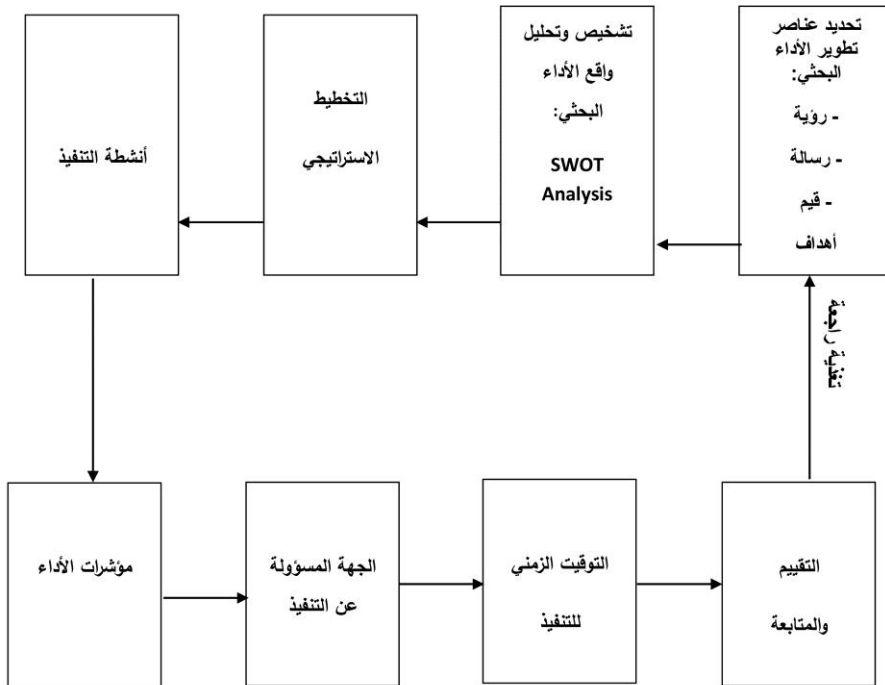 تحديد عناصر
تطوير الأداء
البحثي:
- رؤية
- رسالة
- قيم
أهداف
تشخيص وتحليل
واقع الأداء
البحثي:
SWOT
Analysis
التخطيط
الاستراتيجي
أنشطة التنفيذ
مؤشرات الأداء
الجهة المسؤولة
عن التنفيذ
التوقيت الزمني
للتنفيذ
التقييم
والمتابعة
تغذية راجعة